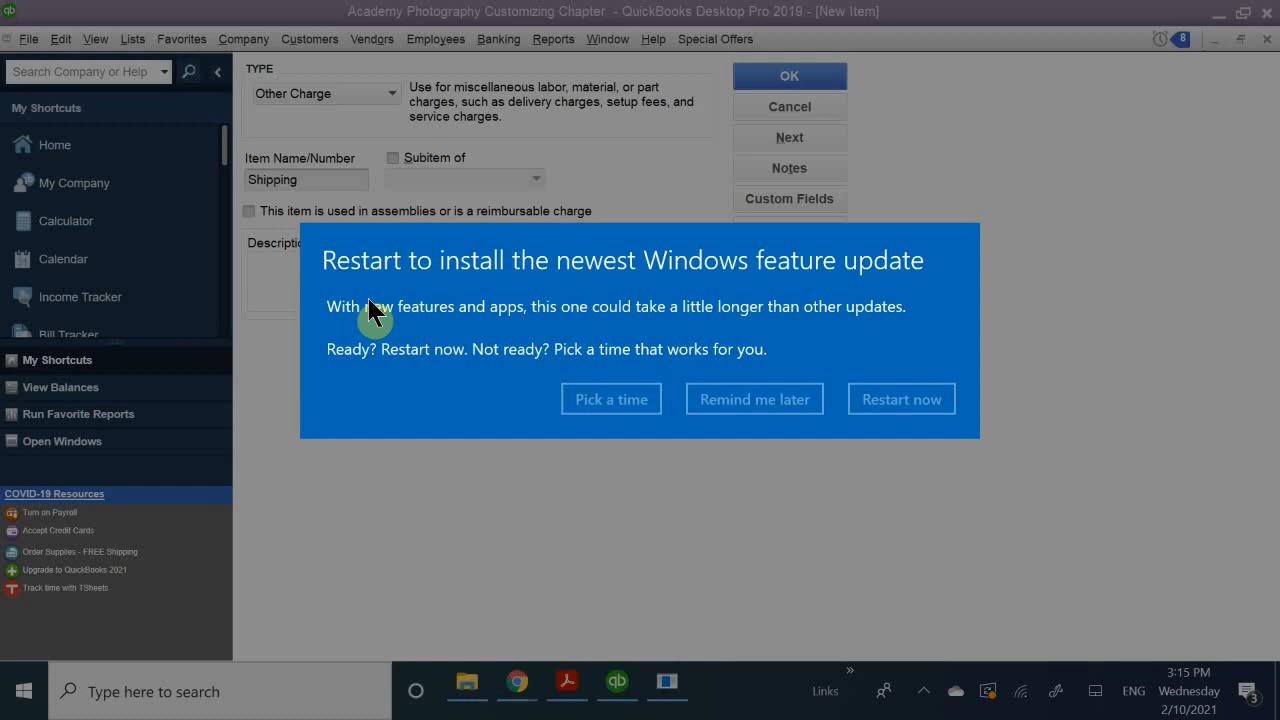 Academy Photography Customizing Chapter - QuickBooks Desktop Pro 2019 - [New Item]
File Edit View Lists Favorites Company Customers Vendors Employees Banking Reports Window Help Special Offers 8
Search Company or Help
My Shortcuts
Home
My Company
Calculator
Calendar
Income Tracker
Bill Tracker
My Shortcuts
View Balances
Run Favorite Reports
Open Windows
COVID-19 Resources
Turn on Payroll
Accept Credit Cards
Order Supplies - FREE Shipping
Upgrade to QuickBooks 2021
Track time with TSheets
TYPE
Other Charge
Use for miscellaneous labor, material, or part
charges, such as delivery charges, setup fees, and
service charges.
OK
Cancel
Next
Notes
Custom Fields
Item Name/Number
Subitem of
Shipping
This item is used in assemblies or is a reimbursable charge
Restart to install the newest Windows feature update
With new features and apps, this one could take a little longer than other updates.
Ready? Restart now. Not ready? Pick a time that works for you.
Pick a time
Remind me later
Restart now
Type here to search
Links
ENG
3:15 PM
Wednesday
2/10/2021
3